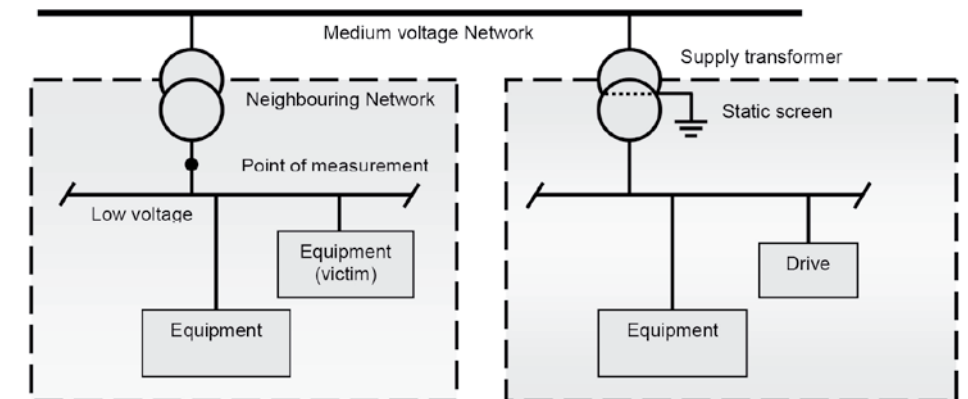 Medium voltage Network
Supply transformer
Neighbouring Network
Static screen
Point of measurement
Low voltage
Equipment
(victim)
Drive
Equipment
Equipment